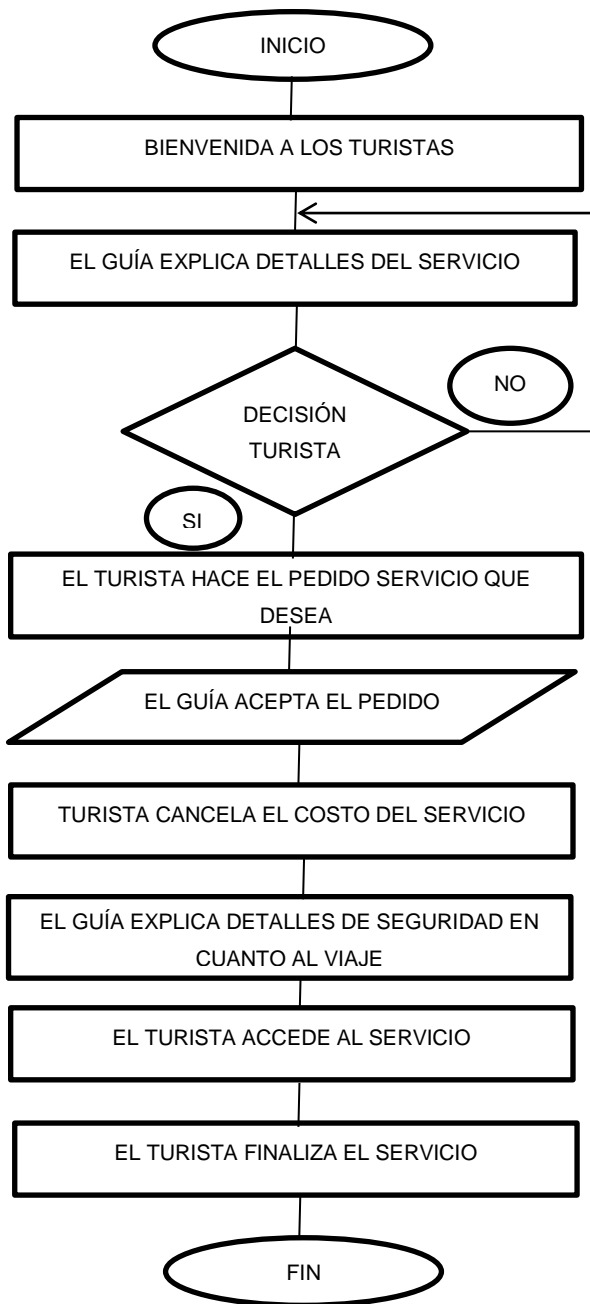 INICIO
BIENVENIDA A LOS TURISTAS
EL GUÍA EXPLICA DETALLES DEL SERVICIO
NO
DECISIÓN
TURISTA
SI
EL TURISTA HACE EL PEDIDO SERVICIO QUE
DESEA
EL GUÍA ACEPTA EL PEDIDO
TURISTA CANCELA EL COSTO DEL SERVICIO
EL GUÍA EXPLICA DETALLES DE SEGURIDAD EN
CUANTO AL VIAJE
EL TURISTA ACCEDE AL SERVICIO
EL TURISTA FINALIZA EL SERVICIO
FIN